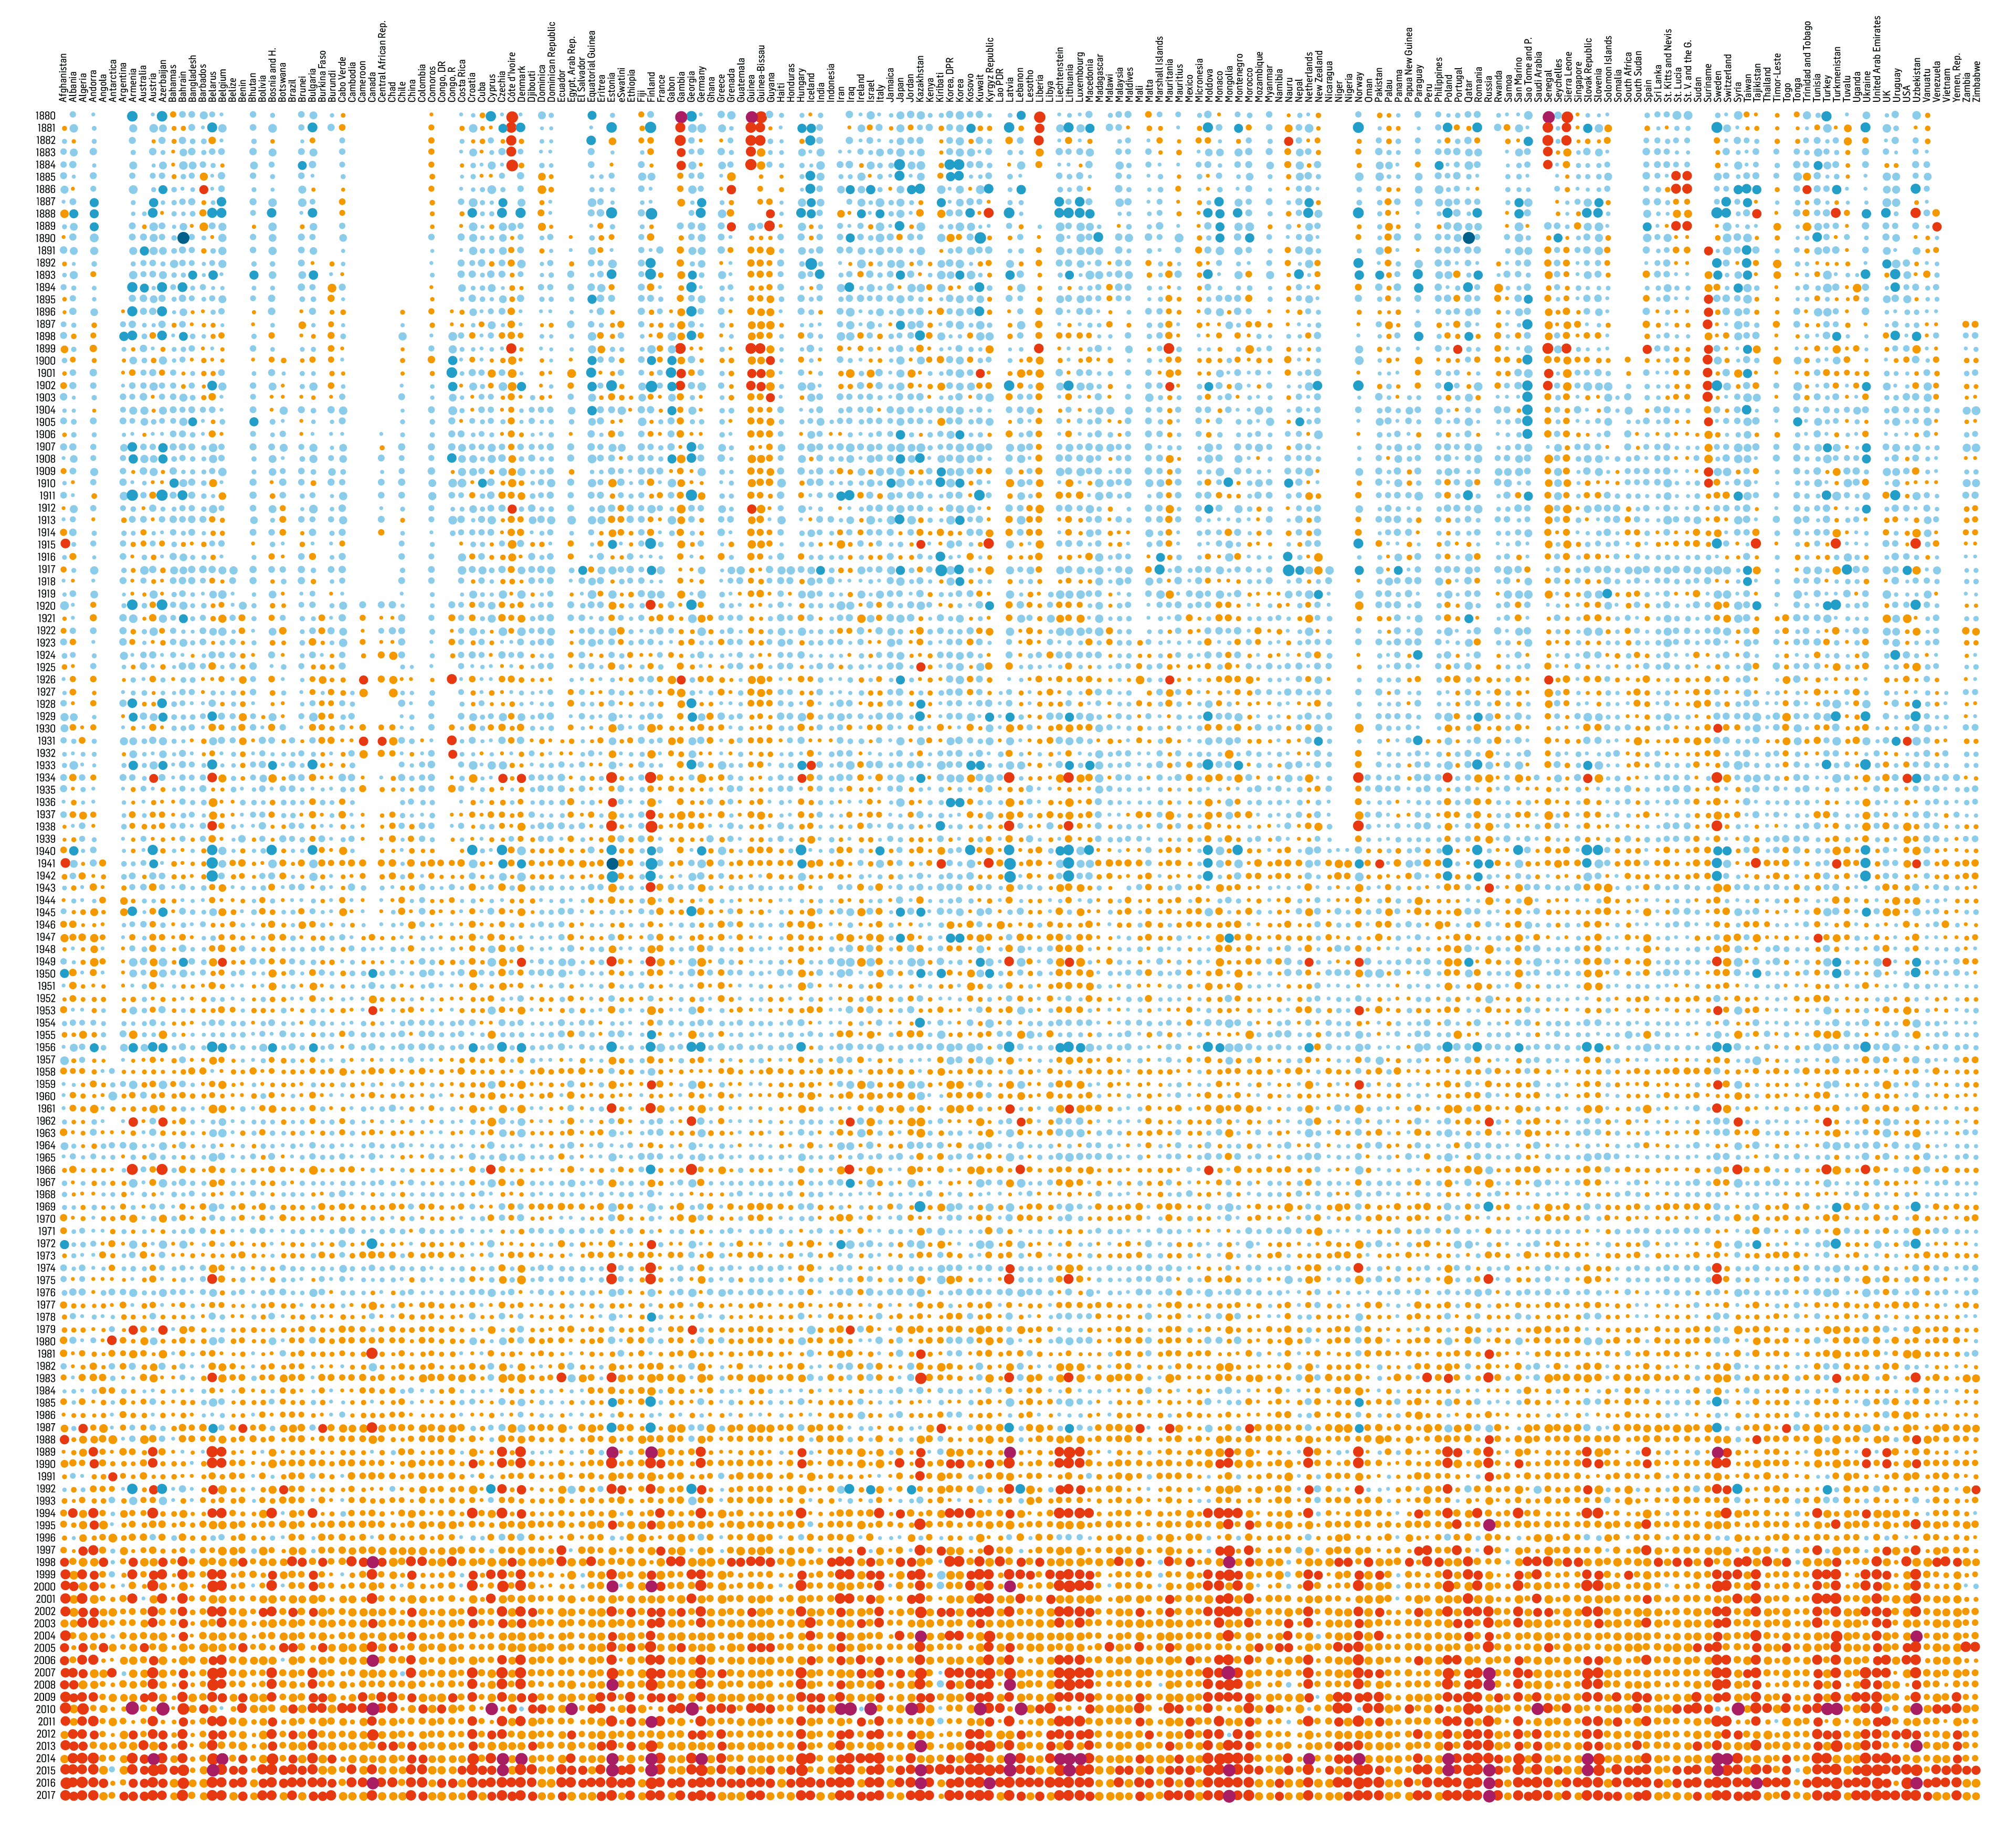 Afghanistan
Albania
Algeria
Andorra
Angola
Antarctica
Argentina
Armenia
Australia
Austria
Azerbaijan
Bahamas
Bahrain
Bangladesh
Barbados
Belarus
Belgium
Belize
Benin
Bhutan
Bolivia
Bosnia and H.
Botswana
Brazil
Brunei
Bulgaria
Burkina Faso
Burundi
Cabo Verde
Cambodia
Cameroon
Canada
Central African Rep.
Chad
Chile
China
Colombia
Comoros
Congo, DR
Congo, R
Costa Rica
Croatia
Cuba
Cyprus
Czechia
Côte d'Ivoire
Denmark
Djibouti
Dominica
Dominican Republic
Ecuador
Egypt, Arab Rep.
El Salvador
Equatorial Guinea
Eritrea
Estonia
eSwatini
Ethiopia
Fiji
Finland
France
Gabon
Gambia
Georgia
Germany
Ghana
Greece
Grenada
Guatemala
Guinea
Guinea-Bissau
Guyana
Haiti
Honduras
Hungary
Iceland
India
Indonesia
Iran
Iraq
Ireland
Israel
Italy
Jamaica
Japan
Jordan
Kazakhstan
Kenya
Kiribati
Korea, DPR
Korea
Kosovo
Kuwait
Kyrgyz Republic
Lao PDR
Latvia
Lebanon
Lesotho
Liberia
Libya
Liechtenstein
Lithuania
Luxemborg
Macedonia
Madagascar
Malawi
Malaysia
Maldives
Mali
Malta
Marshall Islands
Mauritania
Mauritius
Mexico
Micronesia
Moldova
Mongolia
Montenegro
Morocco
Mozambique
Myanmar
Namibia
Nauru
Nepal
Netherlands
New Zealand
Nicaragua
Niger
Nigeria
Norway
Oman
Pakistan
Palau
Panama
Papua New Guinea
Paraguay
Peru
Philippines
Poland
Portugal
Qatar
Romania
Russia
Rwanda
Samoa
San Marino
Sao Tome and P.
Saudi Arabia
Senegal
Seychelles
Sierra Leone
Singapore
Slovak Republic
Slovenia
Solomon Islands
Somalia
South Africa
South Sudan
Spain
Sri Lanka
St. Kitts and Nevis
St. Lucia
St. V. and the G.
Sudan
Suriname
Sweden
Switzerland
Syria
Taiwan
Tajikistan
Thailand
Timor-Leste
Togo
Tonga
Trinidad and Tobago
Tunisia
Turkey
Turkmenistan
Tuvalu
Uganda
Ukraine
United Arab Emirates
UK
Uruguay
USA
Uzbekistan
Vanuatu
Venezuela
Vietnam
Yemen, Rep.
Zambia
Zimbabwe
1880
1881
1882
1883
1884
1885
1886
1887
1888
1889
1890
1891
1892
1893
1894
1895
1896
1897
1898
1899
1900
1901
1902
1903
1904
1905
1906
1907
1908
1909
1910
1911
1912
1913
1914
1915
1916
1917
1918
1919
1920
1921
1922
1923
1924
1925
1926
1927
1928
1929
1930
1931
1932
1933
1934
1935
1936
1937
1938
1939
1940
1941
1942
1943
1944
1945
1946
1947
1948
1949
1950
1951
1952
1953
1954
1955
1956
1957
1958
1959
1960
1961
1962
1963
1964
1965
1966
1967
1968
1969
1970
1971
1972
1973
1974
1975
1976
1977
1978
1979
1980
1981
1982
1983
1984
1985
1986
1987
1988
1989
1990
1991
1992
1993
1994
1995
1996
1997
1998
1999
2000
2001
2002
2003
2004
2005
2006
2007
2008
2009
2010
2011
2012
2013
2014
2015
2016
2017